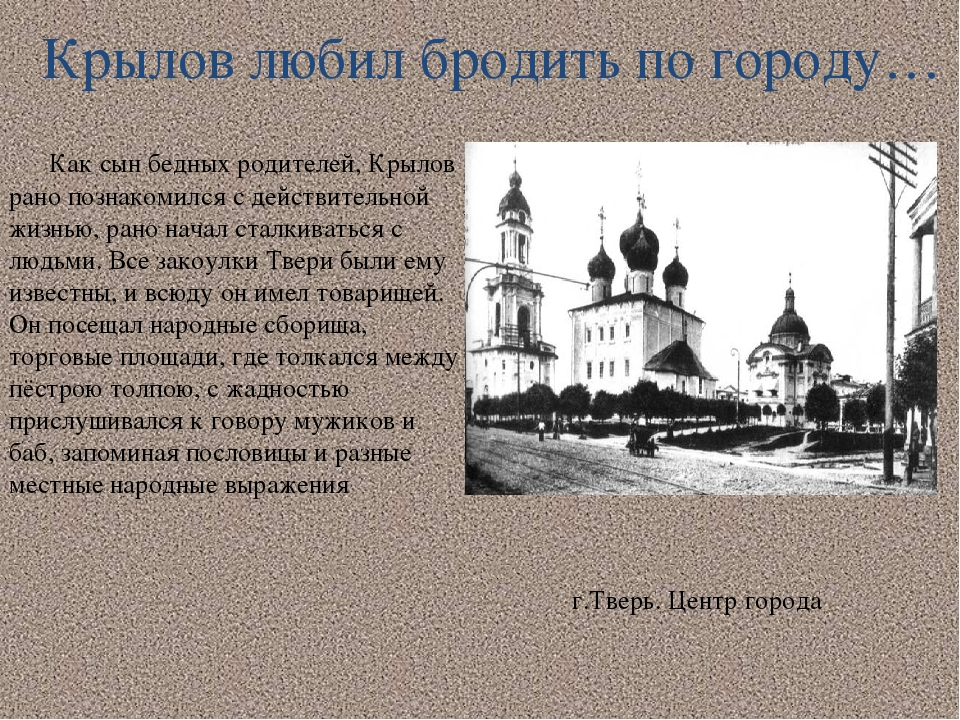 Крылов любил бродить по городу…
Как сын бедных родителей, Крылов
рано познакомился с действительной
жизнью, рано начал сталкиваться с
людьми. Все закоулки Твери были ему
известны, и всюду он имел товарищей.
Он посещал народные сборища,
торговые площади, где толкался между
пёстрою толпою, с жадностью
прислушивался к говору мужиков и
баб, запоминая пословицы и разные
местные народные выражения
г.Тверь. Центр города